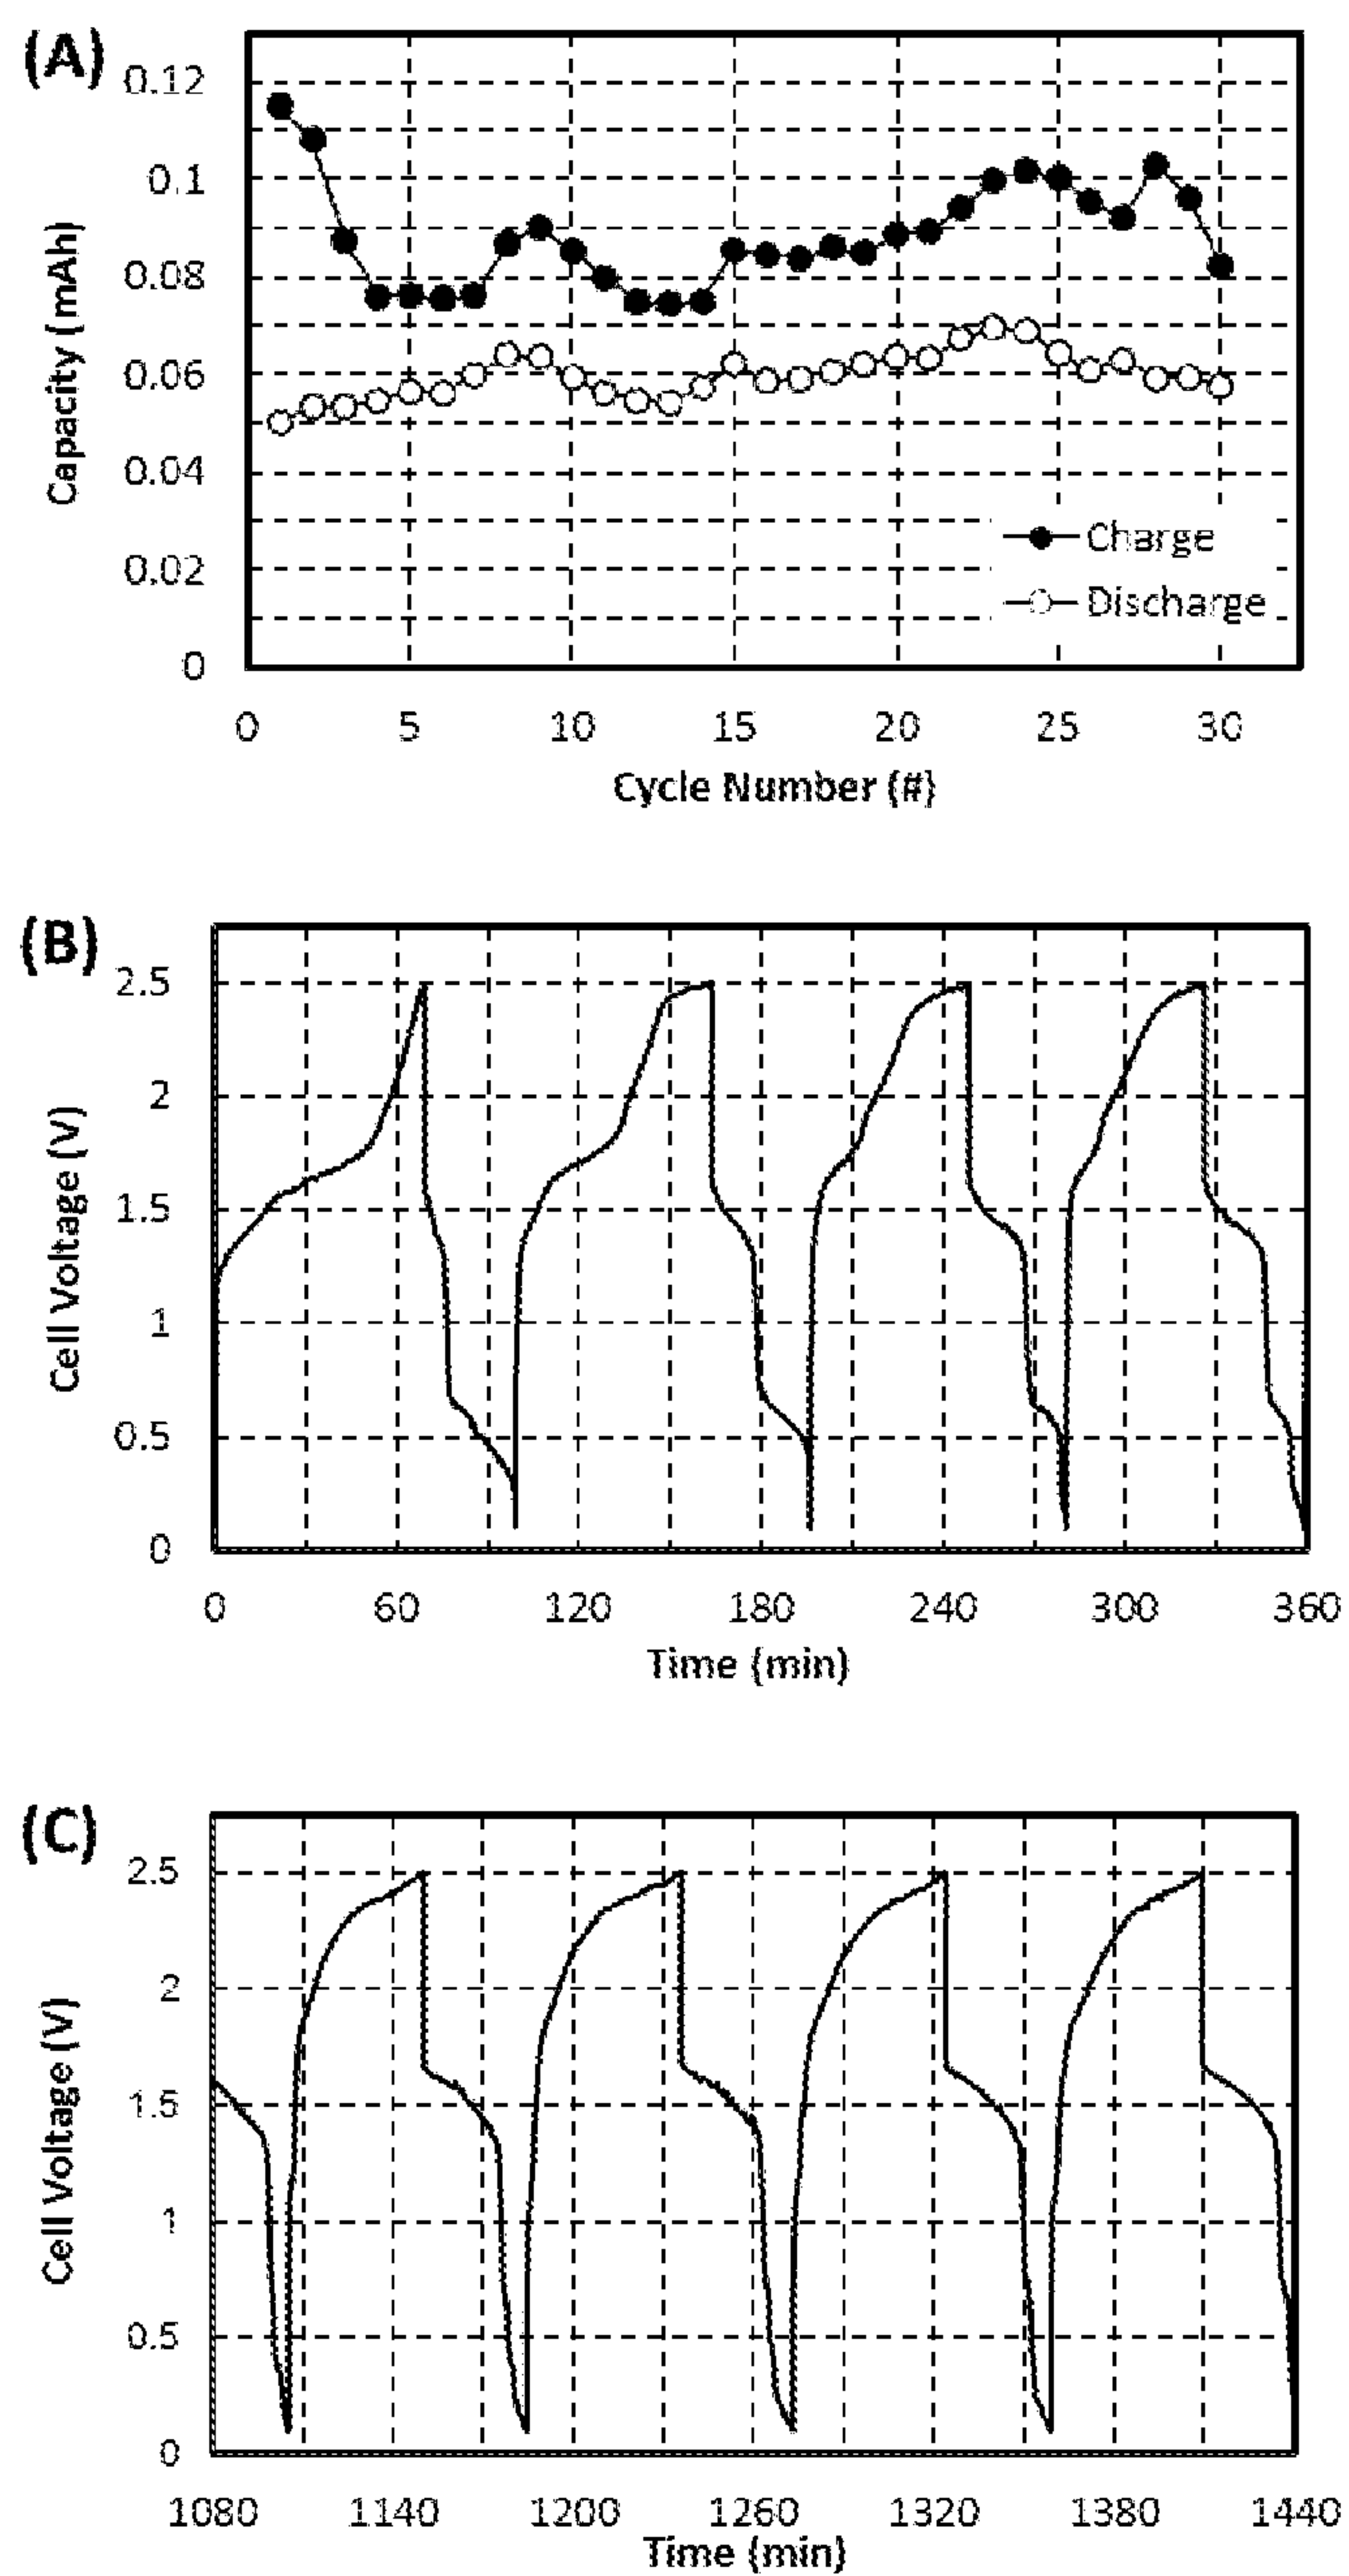 (A)
0.12
0.1
0.08
0.06
0.04
0.02
0
Capacity (mAh)
Charge
Discharge
0 5 10 15 20 25 30
Cycle Number (#)
(B)
2.5
2
1.5
1
0.5
0
Cell Voltage (V)
0 60 120 180 240 300 360
Time (min)
(C)
2.5
2
1.5
1
0.5
0
Cell Voltage (V)
1080 1140 1200 1260 1320 1380 1440
Time (min)